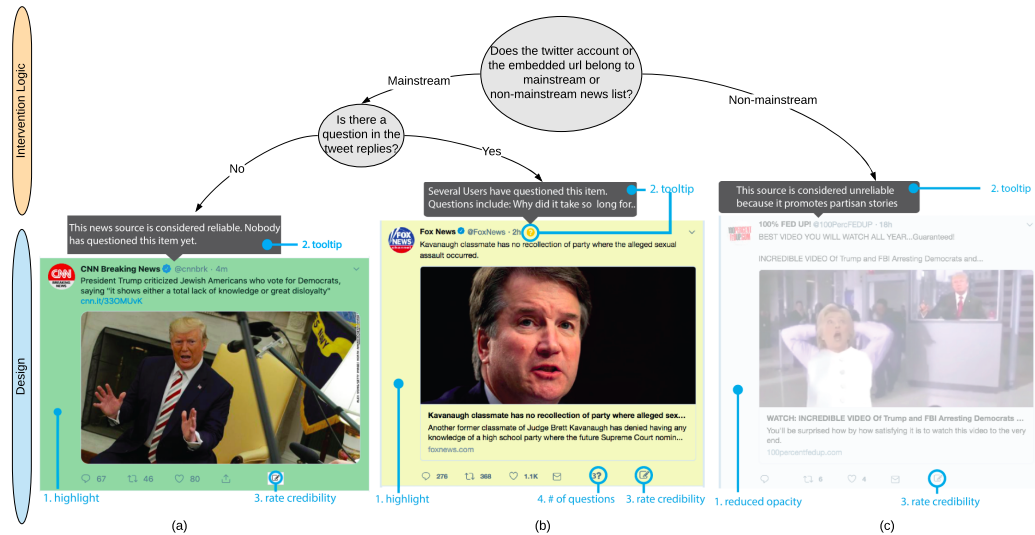 Intervention Logic
Design
Does the twitter account or
the embedded url belong to
mainstream or
non-mainstream news list?
Mainstream
Non-mainstream
Is there a
question in the
tweet replies?
No
Yes
This news source is considered reliable. Nobody
has questioned this item yet.
2. tooltip
CNN
BREAKING
NEWS
CNN Breaking News @cnnbrk · 4m
President Trump criticized Jewish Americans who vote for Democrats,
saying "it shows either a total lack of knowledge or great disloyalty"
cnn.it/33OMUvK
67
46
80
1. highlight
3. rate credibility
(a)
Several Users have questioned this item.
Questions include: Why did it take so long for..
2. tooltip
FOX
NEWS
Fox News @FoxNews · 2h
?
Kavanaugh classmate has no recollection of party where the alleged sexual
assault occurred.
Kavanaugh classmate has no recollection of party where alleged sex...
Another former classmate of Judge Brett Kavanaugh has denied having any
knowledge of a high school party where the future Supreme Court nomin...
foxnews.com
276
368
1.1K
3?
1. highlight
4. # of questions
3. rate credibility
(b)
This source is considered unreliable
because it promotes partisan stories
2. tooltip
100% FED UP! @100PercFEDUP · 18h
BEST VIDEO YOU WILL WATCH ALL YEAR...Guaranteed!
INCREDIBLE VIDEO Of Trump and FBI Arresting Democrats and...
WATCH: INCREDIBLE VIDEO Of Trump and FBI Arresting Democrats ...
You'll be surprised how by how satisfying it is to watch this video to the very
end.
100percentfedup.com
6
4
1. reduced opacity
3. rate credibility
(c)